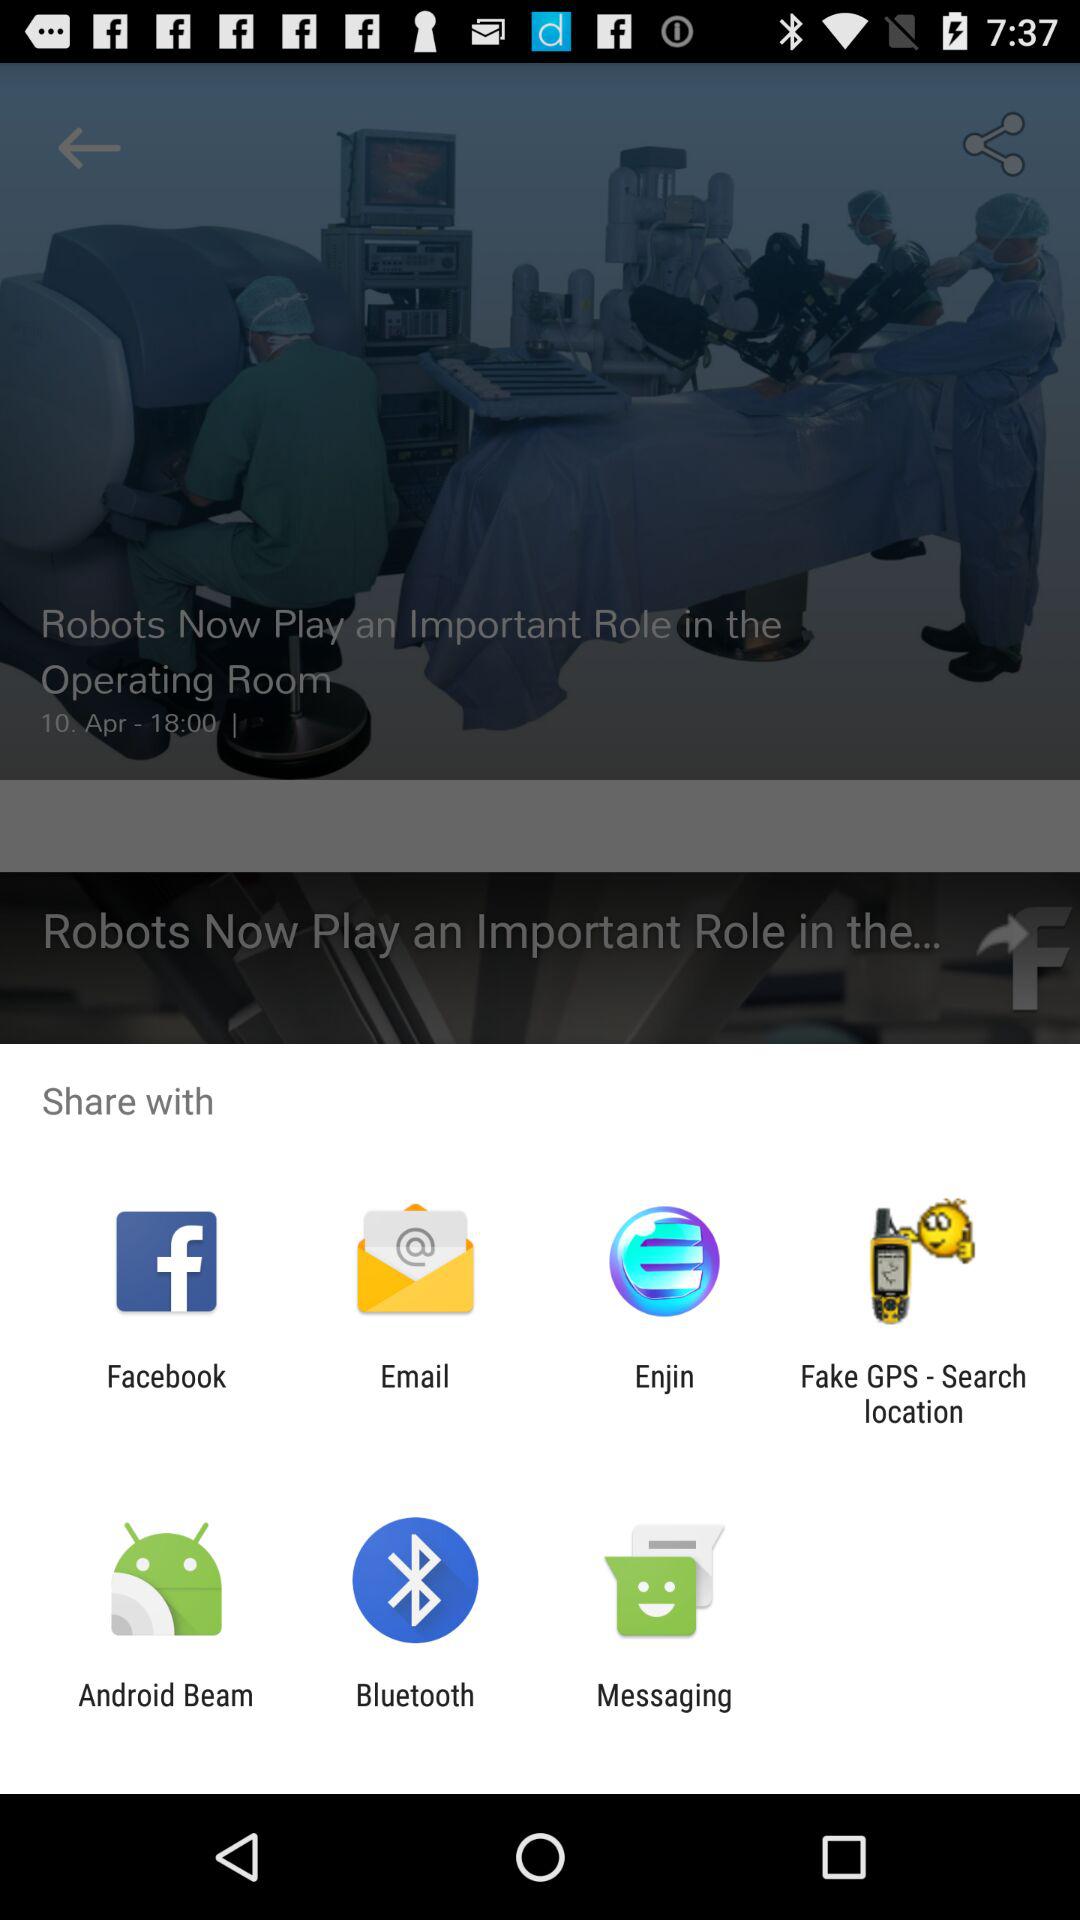 7:37
Robots Now Play an Important Role in the
Operating Room
10. Apr - 18:00 |
Robots Now Play an Important Role in the...
Share with
Facebook
Email
Enjin
Fake GPS - Search
location
Android Beam
Bluetooth
Messaging